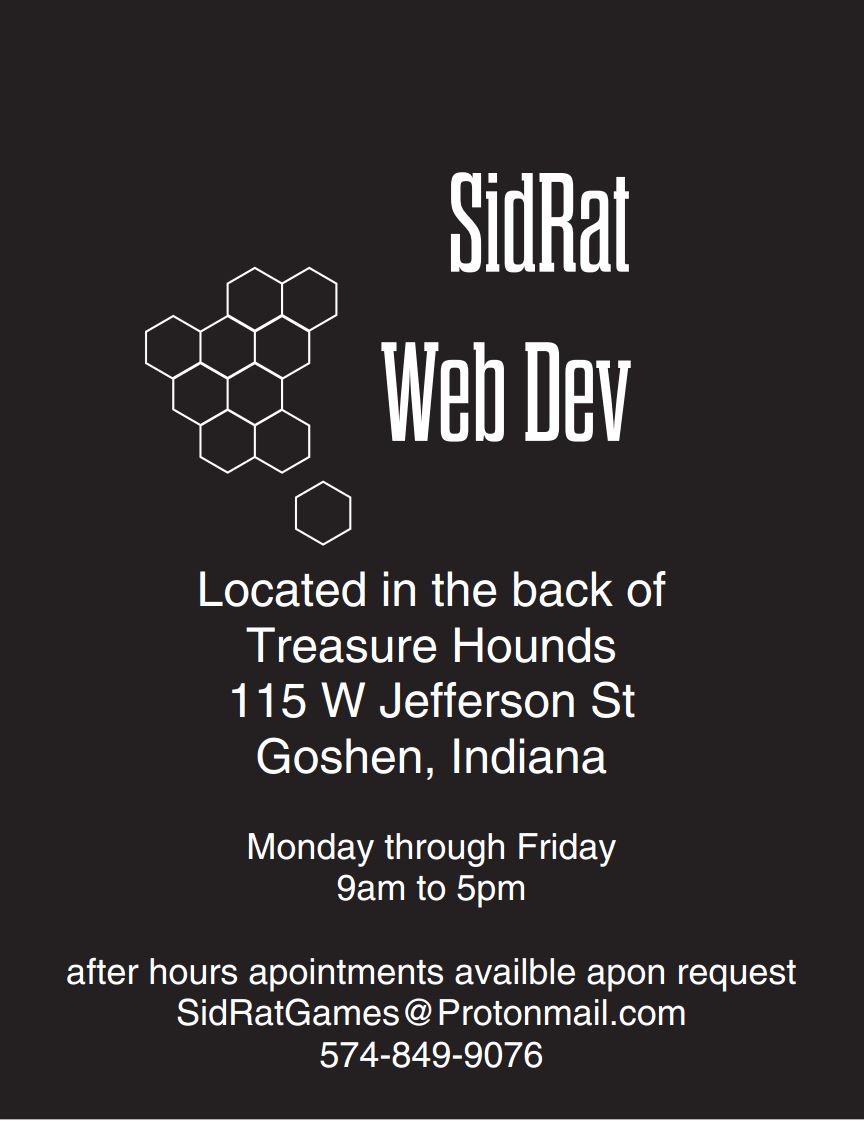 SidRat
Web Dev
Located in the back of
Treasure Hounds
115 W Jefferson St
Goshen, Indiana
Monday through Friday
9am to 5pm
after hours apointments availble apon request
SidRatGames@Protonmail.com
574-849-9076